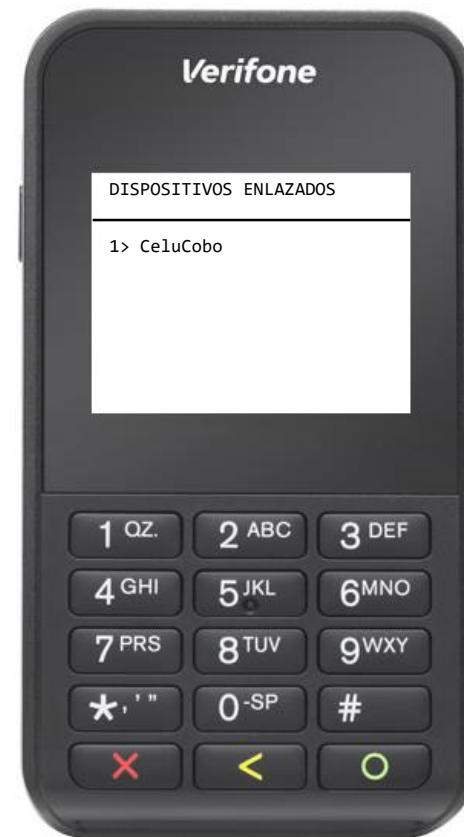 Verifone
DISPOSITIVOS ENLAZADOS
1> CeluCobo
1 QZ. 2 ABC 3 DEF
4 GHI 5 JKL 6 MNO
7 PRS 8 TUV 9 WXY
*,'" 0 -SP #